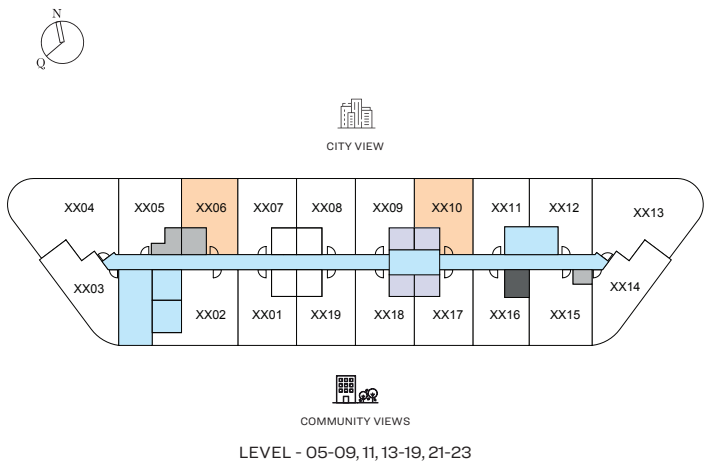 N
Q
CITY VIEW
XX04 XX05 XX06 XX07 XX08 XX09 XX10 XX11 XX12 XX13
XX03 XX14
XX02 XX01 XX19 XX18 XX17 XX16 XX15
COMMUNITY VIEWS
LEVEL - 05-09, 11, 13-19, 21-23